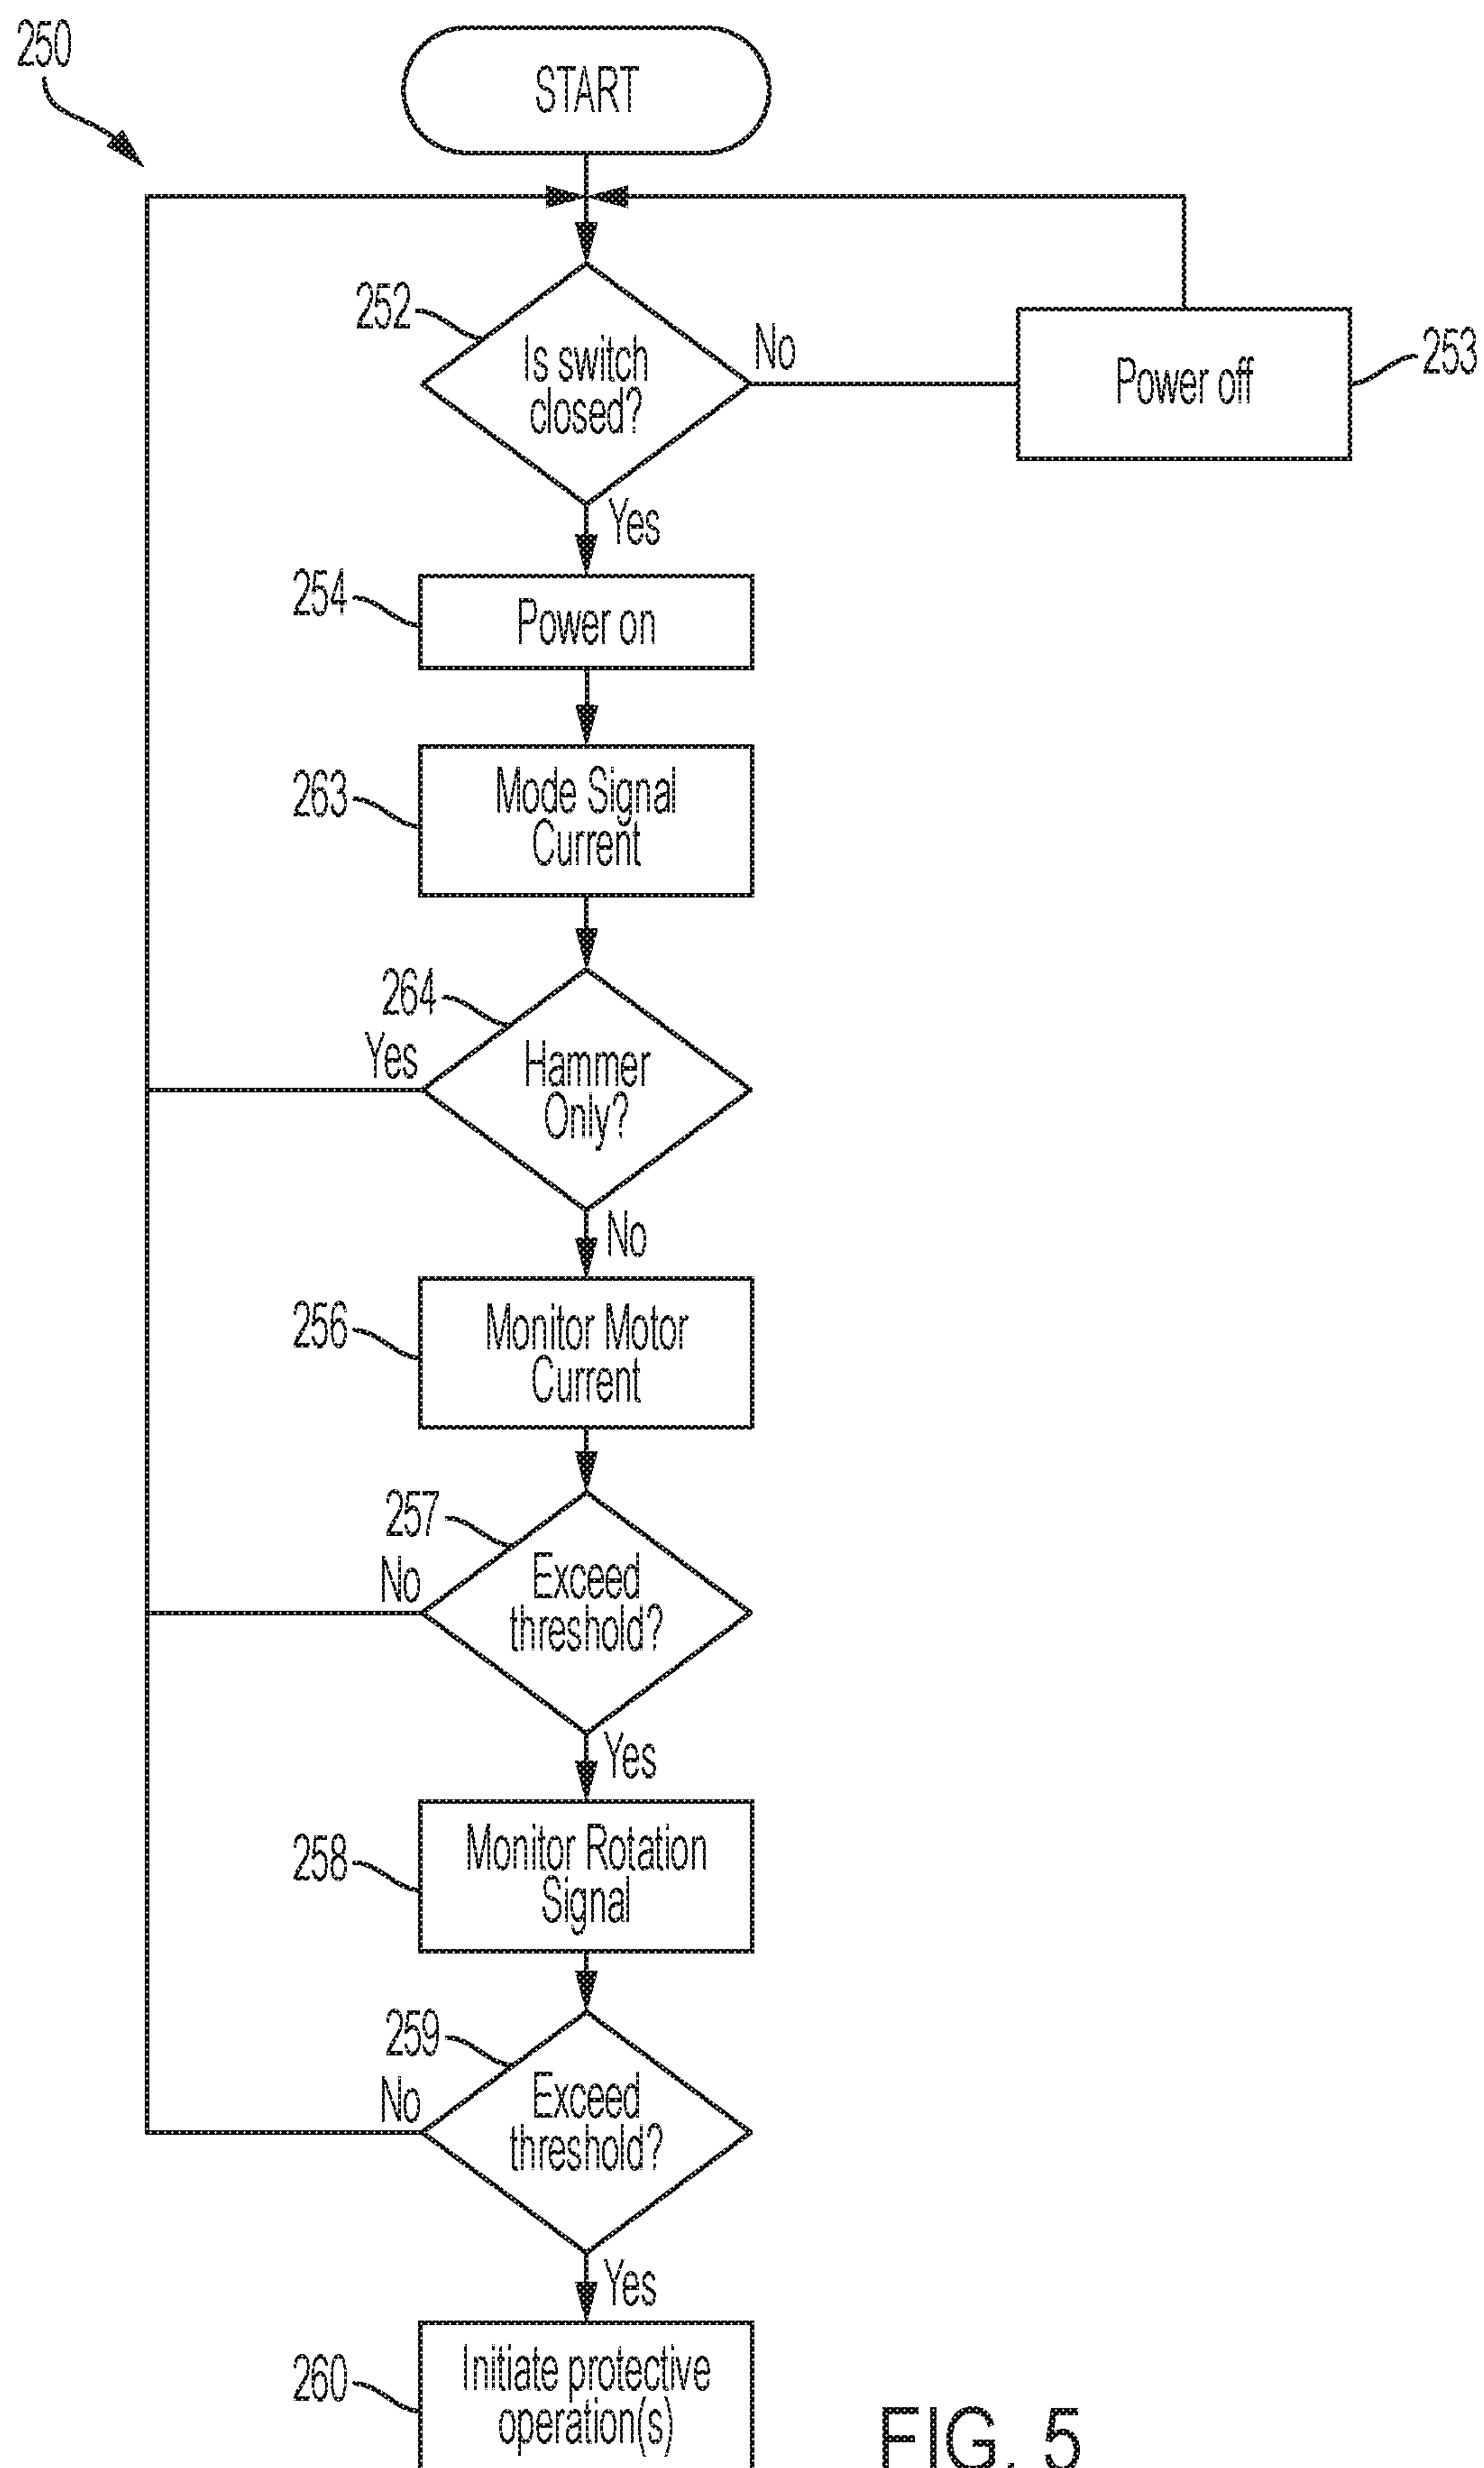 250
START
252
Is switch
closed?
No
Power off
253
Yes
254
Power on
263
Mode Signal
Current
264
Yes
Hammer
Only?
No
256
Monitor Motor
Current
257
No
Exceed
threshold?
Yes
258
Monitor Rotation
Signal
259
No
Exceed
threshold?
Yes
260
Initiate protective
operation(s)
FIG. 5